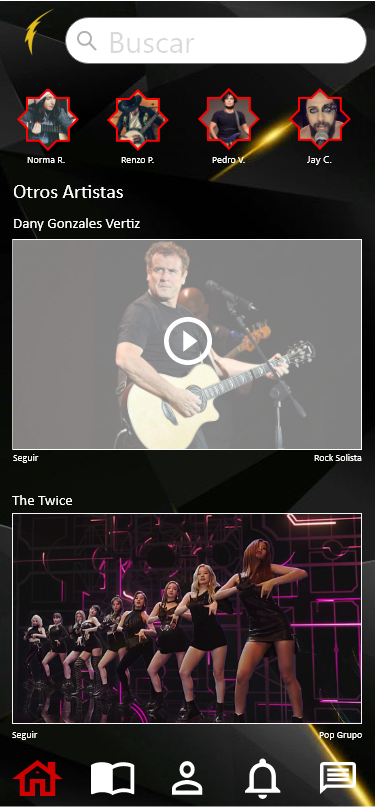 Buscar
Norma R. Renzo P. Pedro V. Jay C.
Otros Artistas
Dany Gonzales Vertiz
Seguir Rock Solista
The Twice
Seguir Pop Grupo